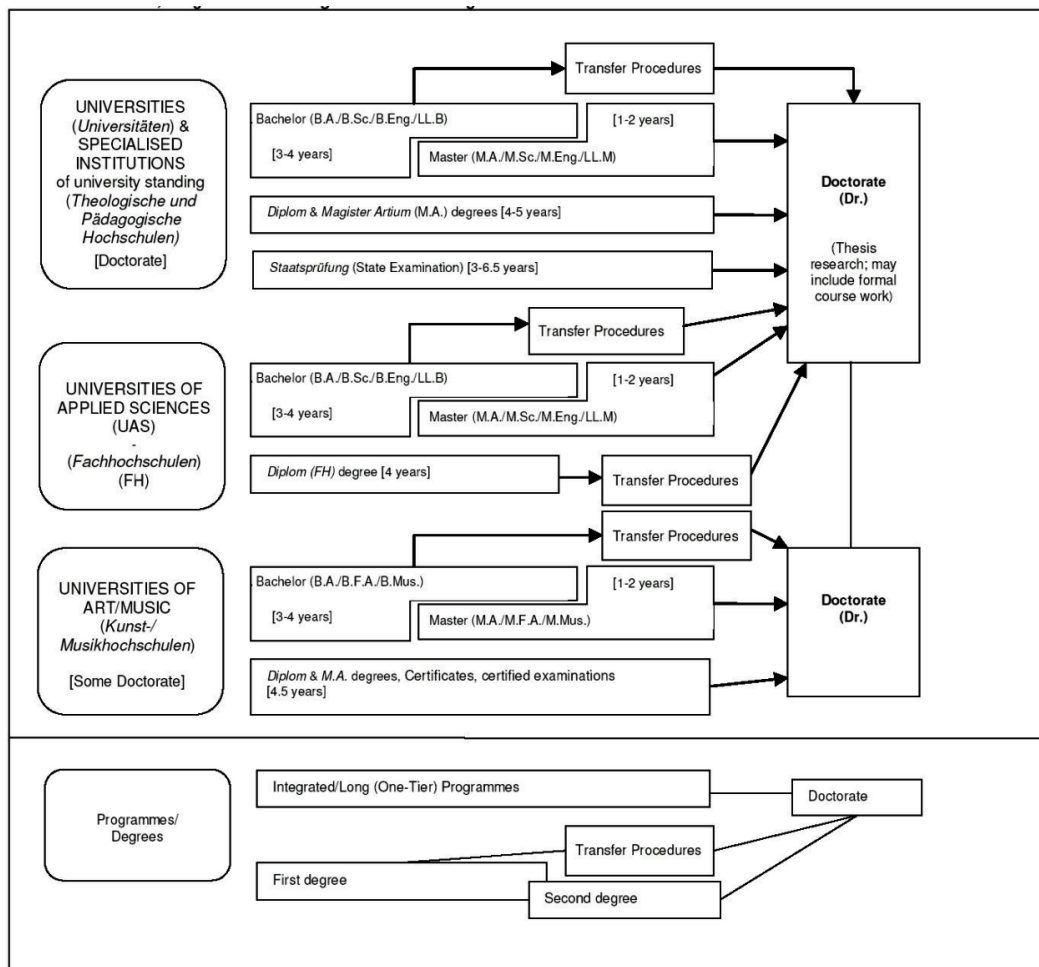 Transfer Procedures
UNIVERSITIES
(Universitäten) &
SPECIALISED
INSTITUTIONS
of university standing
(Theologische und
Pädagogische
Hochschulen)
[Doctorate]
. Bachelor (B.A./B.Sc./B.Eng./LL.B)
[3-4 years]
[1-2 years]
Master (M.A./M.Sc./M.Eng./LL.M)
Diplom & Magister Artium (M.A.) degrees [4-5 years]
Staatsprüfung (State Examination) [3-6.5 years]
Doctorate
(Dr.)
(Thesis
research; may
include formal
course work)
Transfer Procedures
UNIVERSITIES OF
APPLIED SCIENCES
(UAS)
-
(Fachhochschulen)
(FH)
. Bachelor (B.A./B.Sc./B.Eng./LL.B)
[3-4 years]
[1-2 years]
Master (M.A./M.Sc./M.Eng./LL.M)
Diplom (FH) degree [4 years]
Transfer Procedures
Transfer Procedures
UNIVERSITIES OF
ART/MUSIC
(Kunst-/
Musikhochschulen)
[Some Doctorate]
. Bachelor (B.A./B.F.A./B.Mus.)
[3-4 years]
[1-2 years]
Master (M.A./M.F.A./M.Mus.)
Diplom & M.A. degrees, Certificates, certified examinations
[4.5 years]
Doctorate
(Dr.)
Programmes/
Degrees
Integrated/Long (One-Tier) Programmes
Doctorate
Transfer Procedures
First degree
Second degree